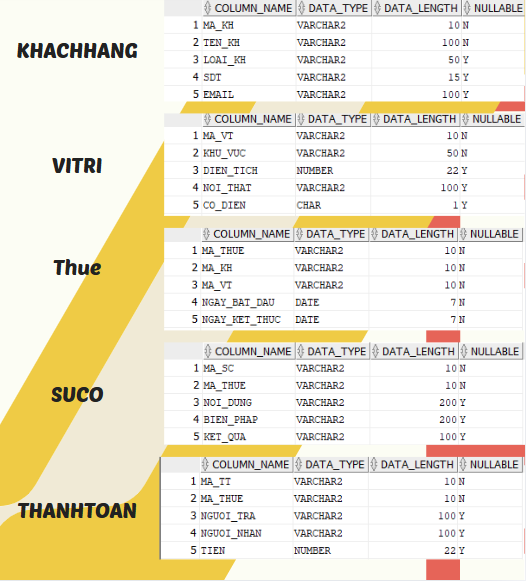 COLUMN_NAME DATA_TYPE DATA_LENGTH NULLABLE
KHACHHANG
1 MA_KH VARCHAR2 10 N
2 TEN_KH VARCHAR2 100 N
3 LOAI_KH VARCHAR2 50 Y
4 SDT VARCHAR2 15 Y
5 EMAIL VARCHAR2 100 Y
COLUMN_NAME DATA_TYPE DATA_LENGTH NULLABLE
VITRI
1 MA_VT VARCHAR2 10 N
2 KHU_VUC VARCHAR2 50 N
3 DIEN_TICH NUMBER 22 Y
4 NOI_THAT VARCHAR2 100 Y
5 CO_DIEN CHAR 1 Y
COLUMN_NAME DATA_TYPE DATA_LENGTH NULLABLE
Thue
1 MA_THUE VARCHAR2 10 N
2 MA_KH VARCHAR2 10 N
3 MA_VT VARCHAR2 10 N
4 NGAY_BAT_DAU DATE 7 N
5 NGAY_KET_THUC DATE 7 N
COLUMN_NAME DATA_TYPE DATA_LENGTH NULLABLE
SUCO
1 MA_SC VARCHAR2 10 N
2 MA_THUE VARCHAR2 10 N
3 NOI_DUNG VARCHAR2 200 Y
4 BIEN_PHAP VARCHAR2 200 Y
5 KET_QUA VARCHAR2 100 Y
COLUMN_NAME DATA_TYPE DATA_LENGTH NULLABLE
THANHTOAN
1 MA_TT VARCHAR2 10 N
2 MA_THUE VARCHAR2 10 N
3 NGUOI_TRA VARCHAR2 100 Y
4 NGUOI_NHAN VARCHAR2 100 Y
5 TIEN NUMBER 22 Y